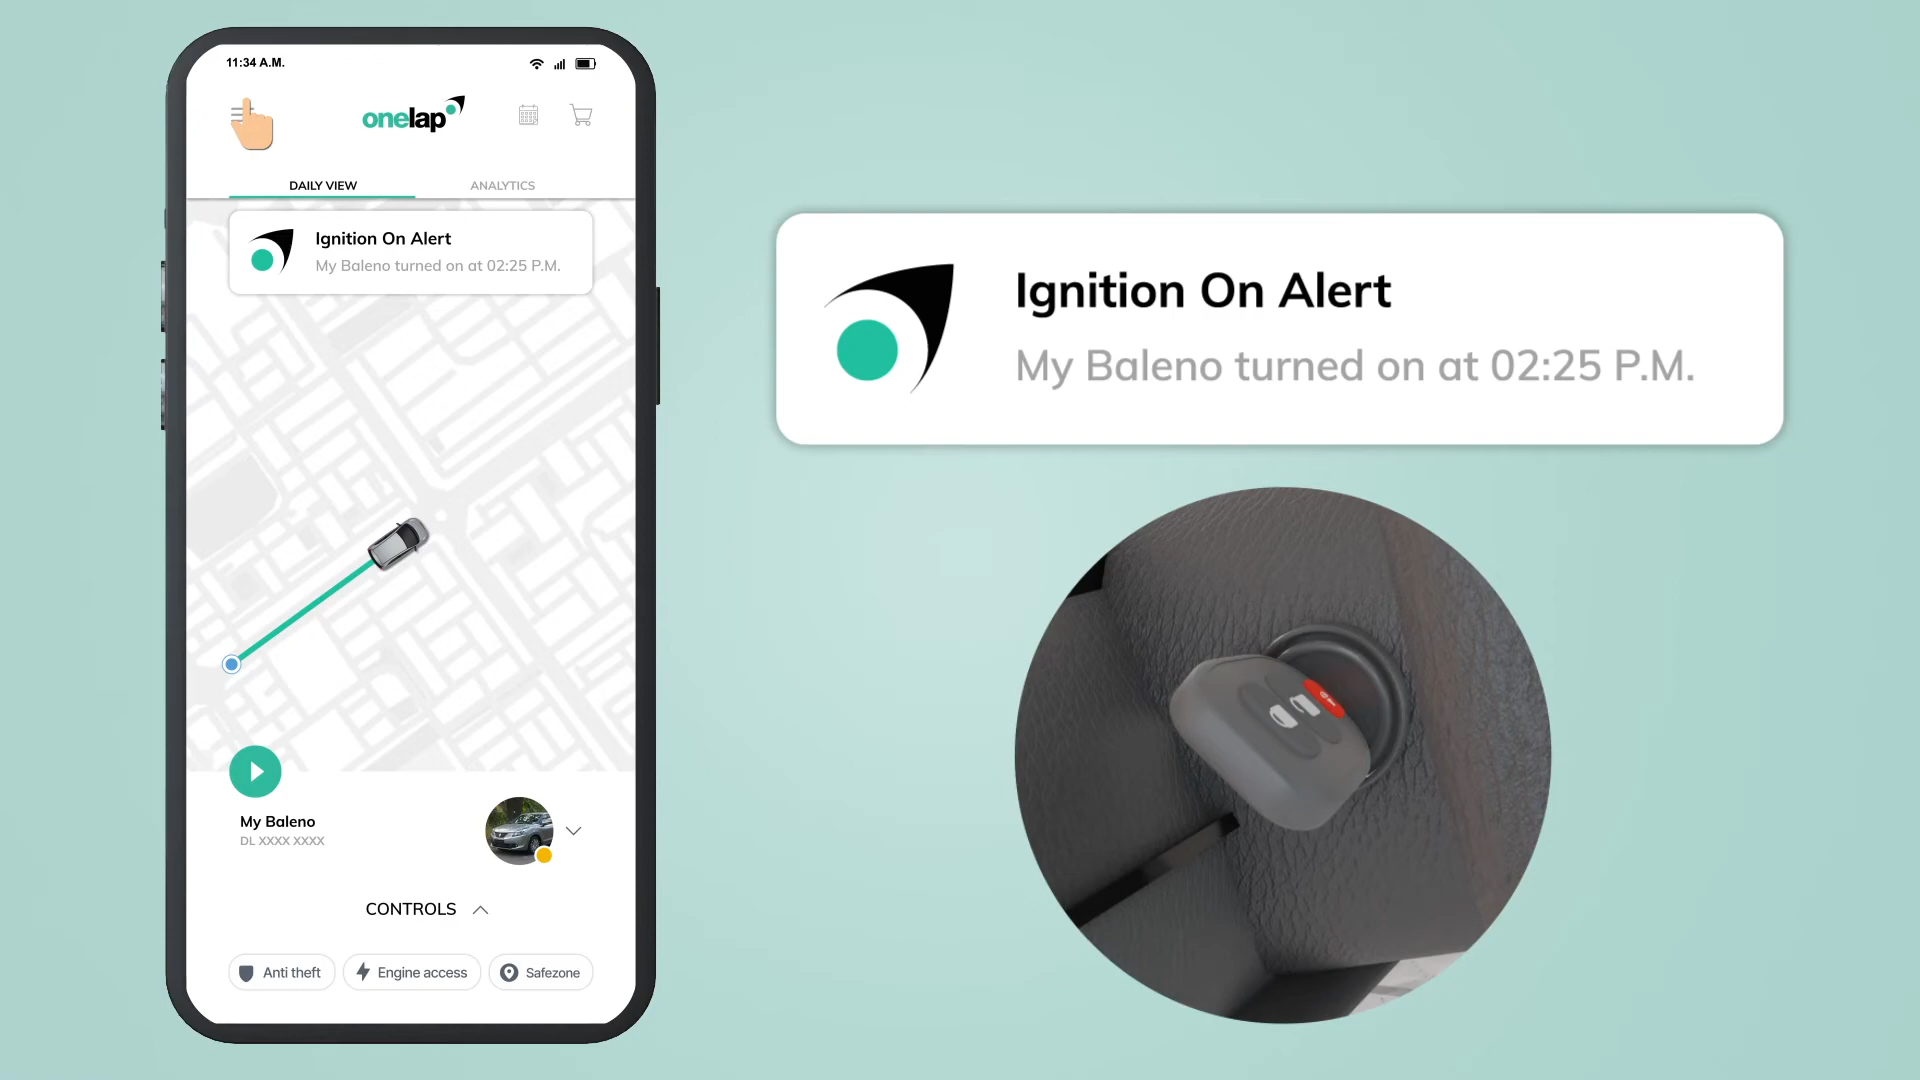 11:34 A.M.
onelap
DAILY VIEW
ANALYTICS
Ignition On Alert
My Baleno turned on at 02:25 P.M.
My Baleno
DL XXXX XXXX
CONTROLS
Anti theft
Engine access
Safezone
Ignition On Alert
My Baleno turned on at 02:25 P.M.